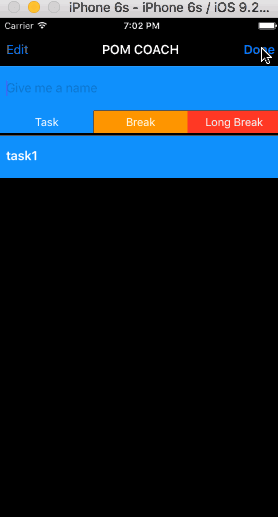 iPhone 6s - iPhone 6s / iOS 9.2...
Carrier 7:02 PM
Edit POM COACH Done
Give me a name
Task Break Long Break
task1